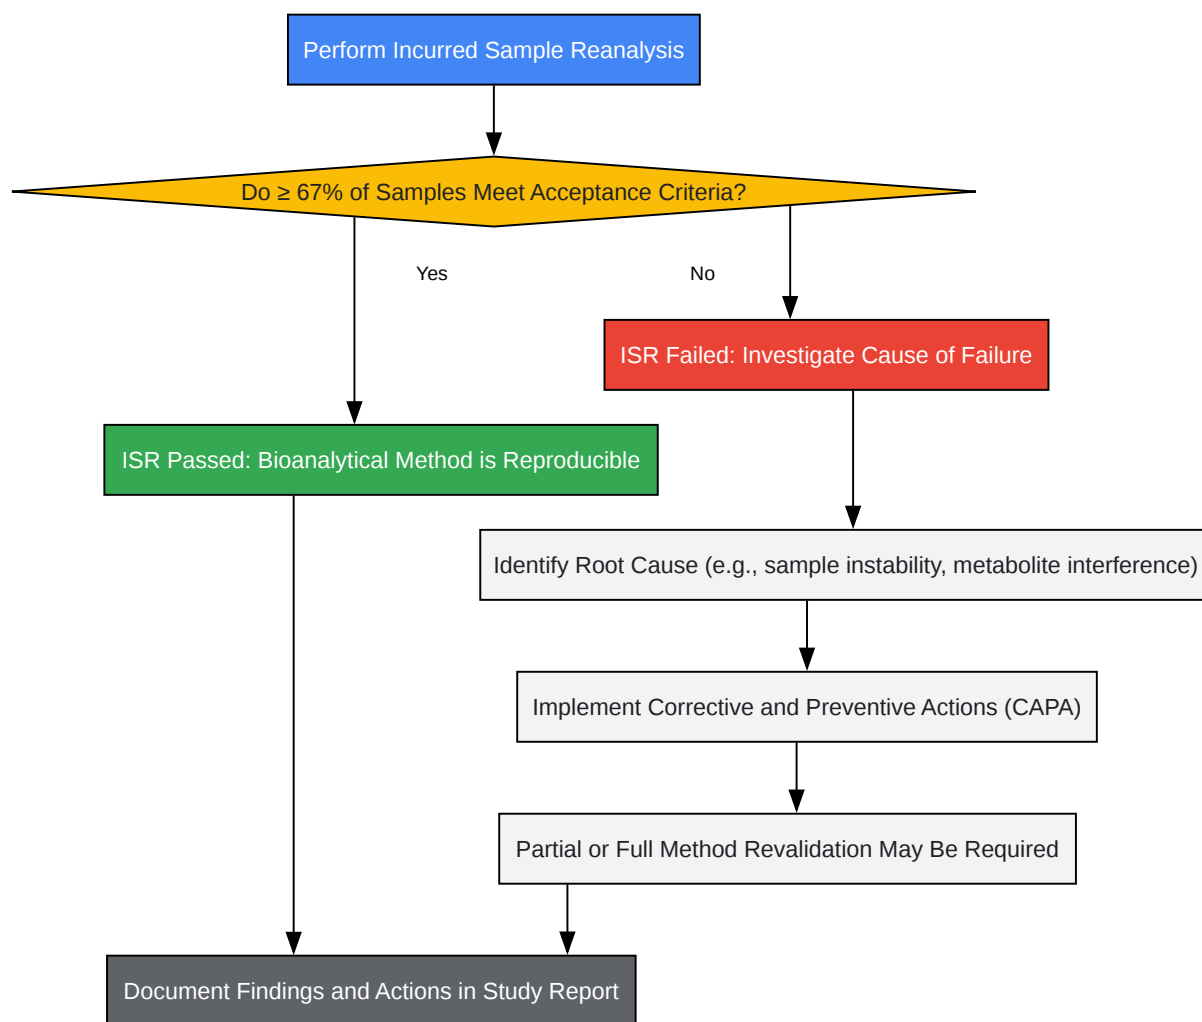 Perform Incurred Sample Reanalysis
Do ≥ 67% of Samples Meet Acceptance Criteria?
Yes
No
ISR Failed: Investigate Cause of Failure
ISR Passed: Bioanalytical Method is Reproducible
Identify Root Cause (e.g., sample instability, metabolite interference)
Implement Corrective and Preventive Actions (CAPA)
Partial or Full Method Revalidation May Be Required
Document Findings and Actions in Study Report